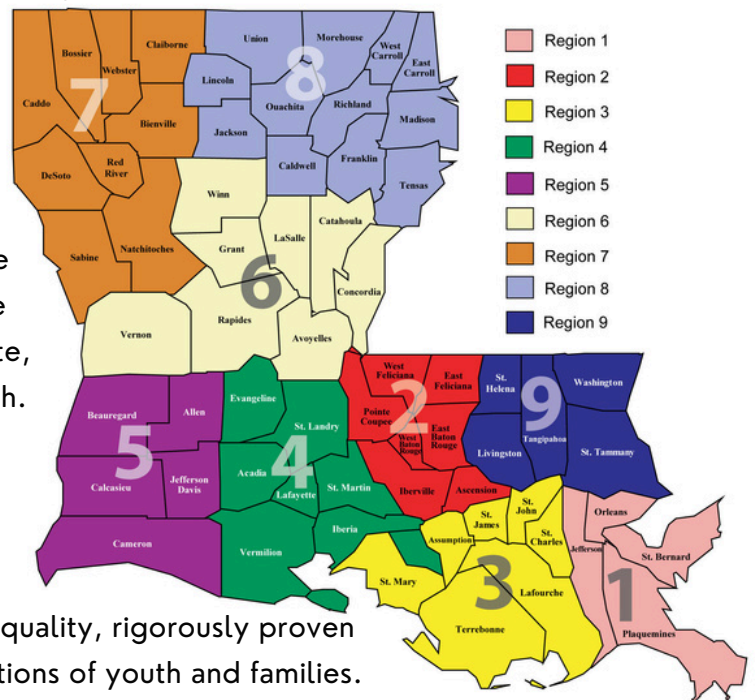 Union
Morehouse
West
Carroll
East
Carroll
Claiborne
Bossier
Webster
Lincoln
8
Caddo
7
Ouachita
Richland
Madison
Bienville
Jackson
Caldwell
Franklin
Tensas
DeSoto
Red
River
Winn
Catahoula
Sabine
Natchitoches
Grant
LaSalle
6
Concordia
Rapides
Vernon
Avoyelles
Region 1
Region 2
Region 3
Region 4
Region 5
Region 6
Region 7
Region 8
Region 9
e
e
te,
h.
West
Feliciana
East
Feliciana
St.
Helena
Washington
9
2
Pointe
Coupee
West
Baton
Rouge
East
Baton
Rouge
Tangipahoa
Livingston
St. Tammany
Beauregard
Allen
Evangeline
St. Landry
5
4
Calcasieu
Jefferson
Davis
Acadia
Lafayette
St. Martin
Iberville
Ascension
Cameron
Vermilion
Iberia
Assumption
St.
James
St.
John
St.
Charles
Orleans
Jefferson
St. Bernard
St. Mary
3
Lafourche
1
Terrebonne
Plaquemines
quality, rigorously proven
tions of youth and families.